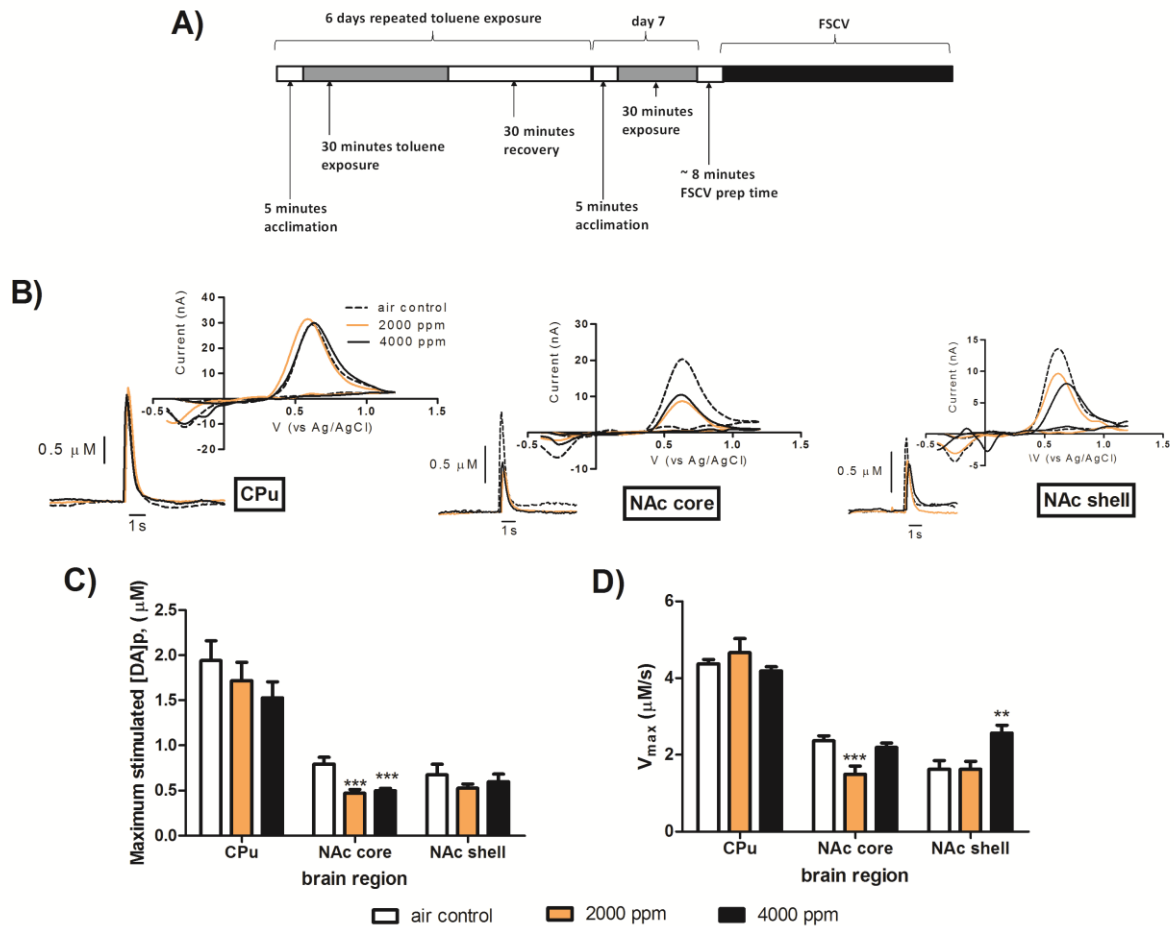 A)
6 days repeated toluene exposure
day 7
FSCV
30 minutes toluene
exposure
30 minutes
recovery
30 minutes
exposure
~ 8 minutes
FSCV prep time
5 minutes
acclimation
5 minutes
acclimation
B)
Current (nA)
40
30
20
10
-10
-20
-0.5
0.5
1.0
1.5
V (vs Ag/AgCl)
air control
2000 ppm
4000 ppm
0.5 μM
1 s
CPu
Current (nA)
30
20
10
-10
-0.5
0.5
1.0
1.5
V (vs Ag/AgCl)
0.5 μM
1 s
NAc core
Current (nA)
15
10
5
-5
-0.5
0.5
1.0
1.5
V (vs Ag/AgCl)
0.5 μM
1 s
NAc shell
C)
Maximum stimulated [DA]p, (μM)
2.5
2.0
1.5
1.0
0.5
0.0
***
***
CPu
NAc core
NAc shell
brain region
D)
Vmax (μM/s)
6
4
2
0
***
**
CPu
NAc core
NAc shell
brain region
air control
2000 ppm
4000 ppm